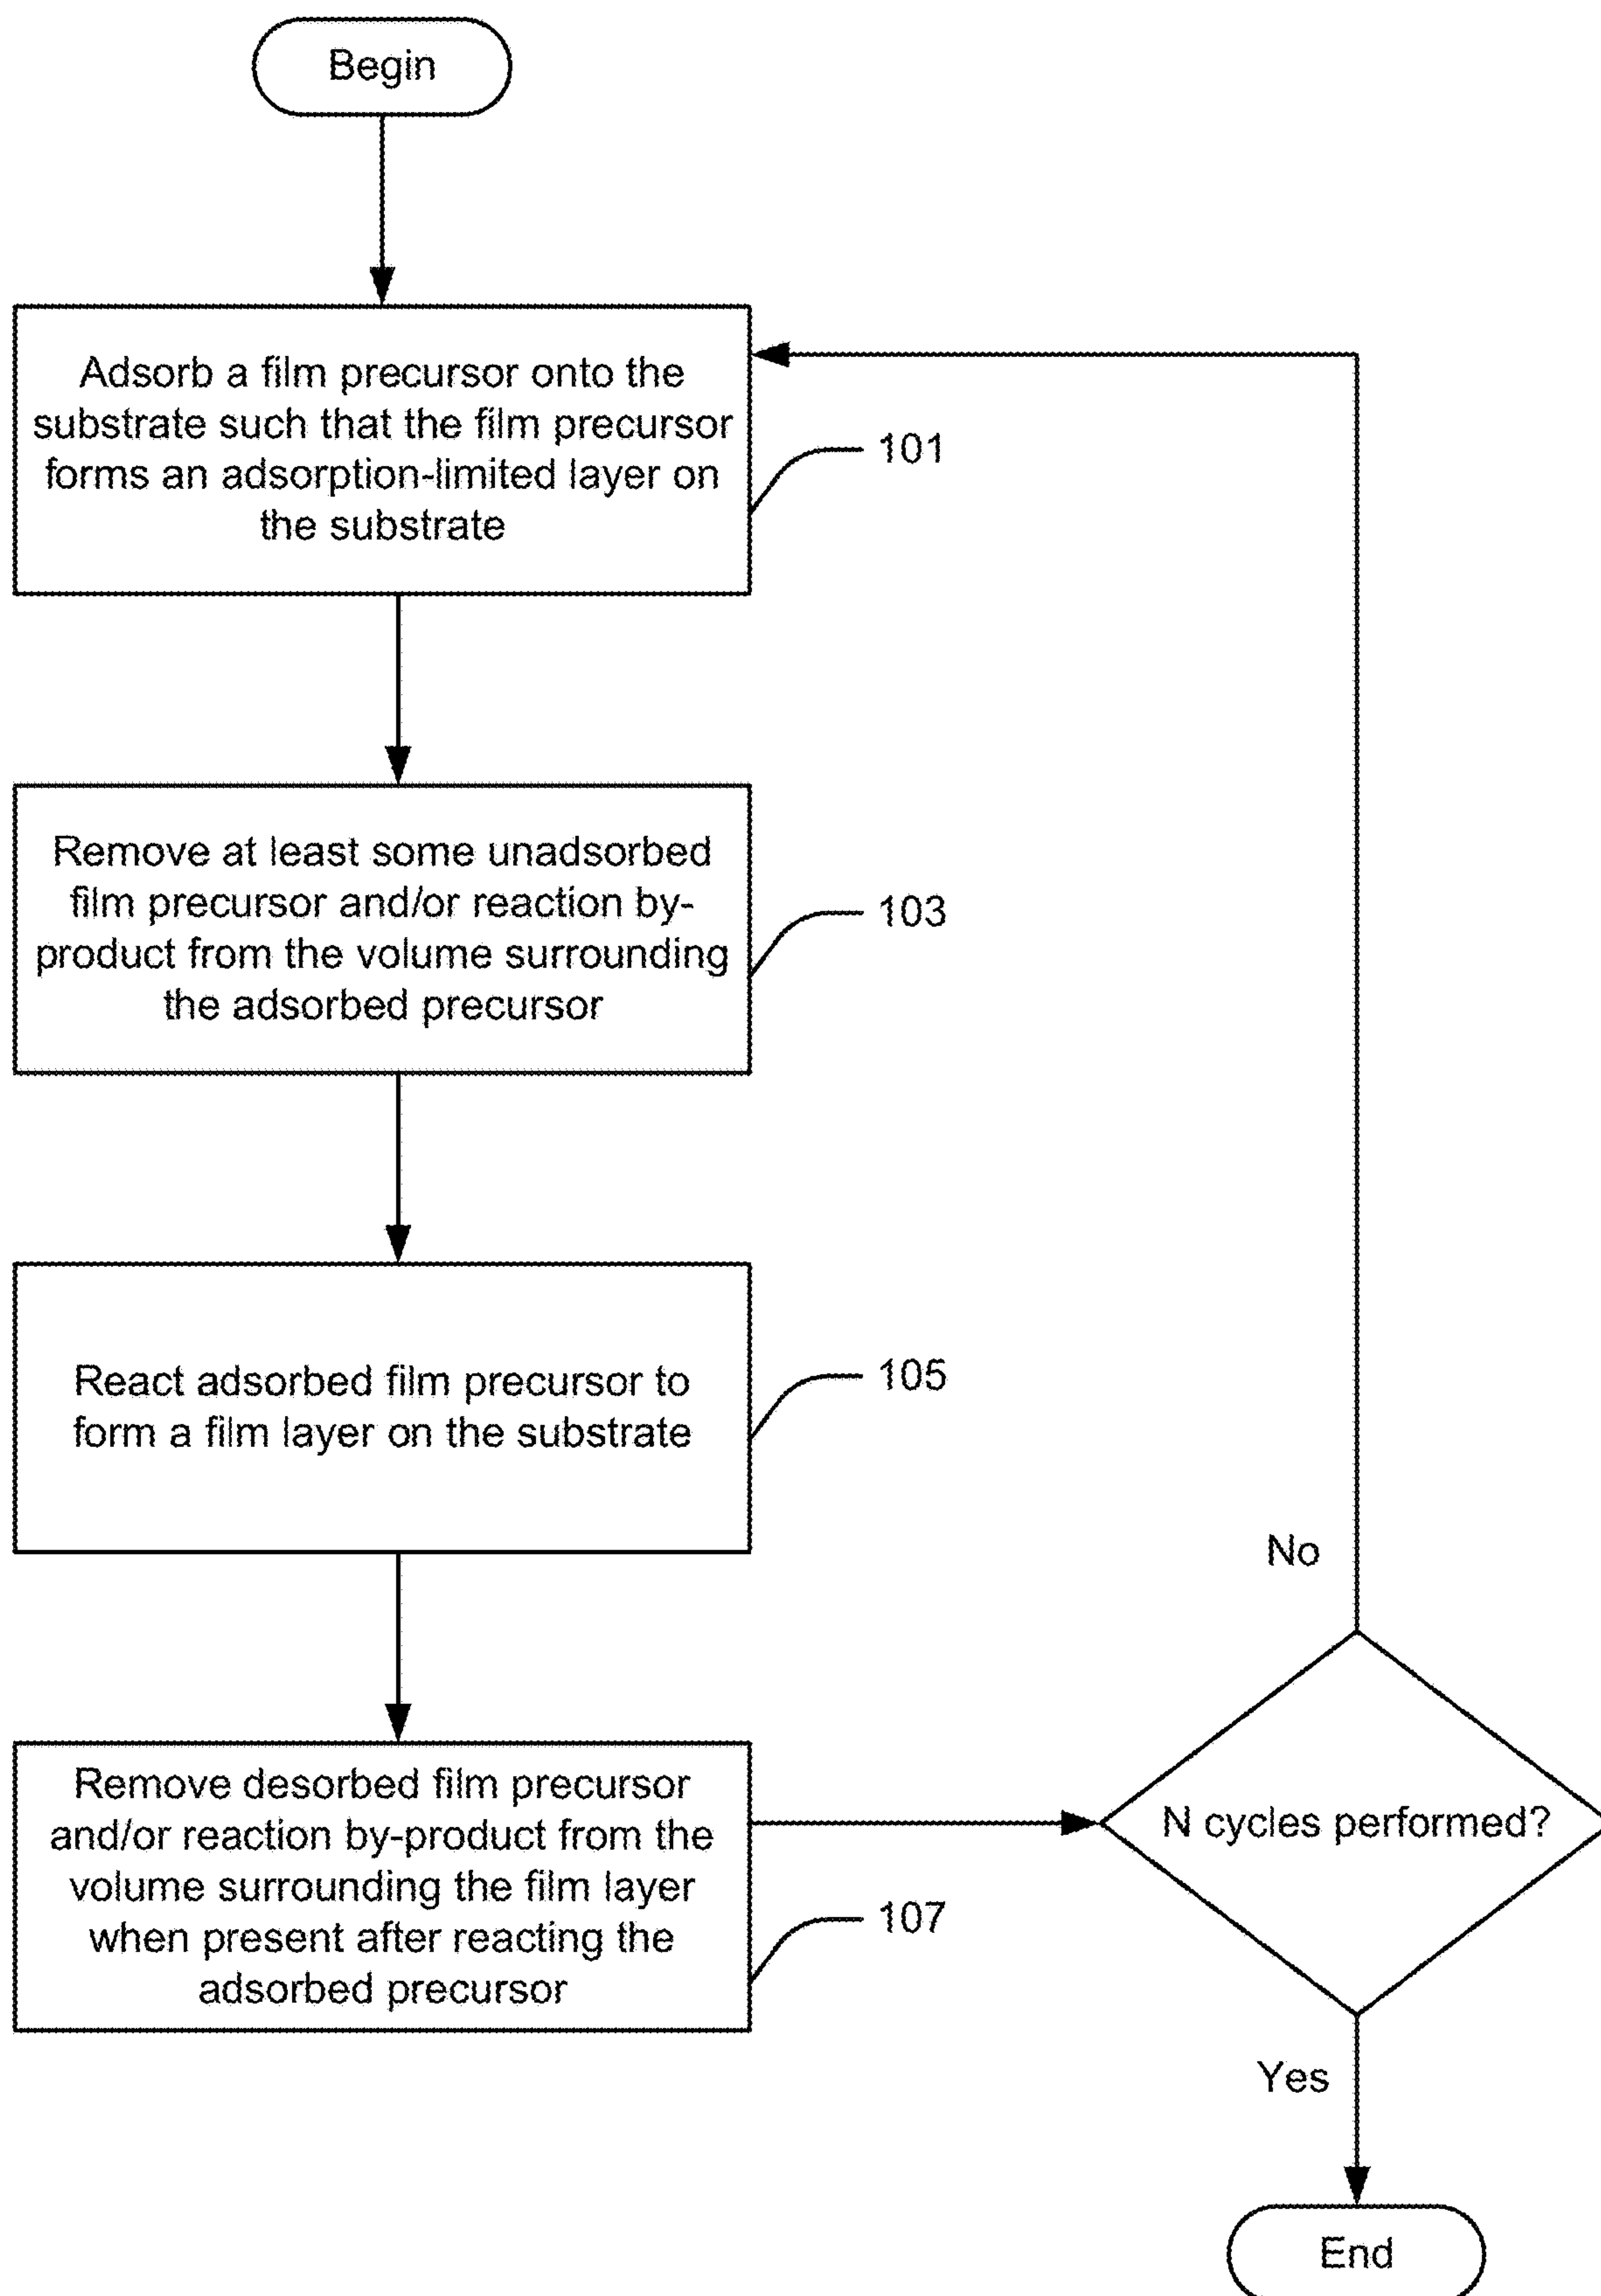 Begin
Adsorb a film precursor onto the
substrate such that the film precursor
forms an adsorption-limited layer on
the substrate
101
Remove at least some unadsorbed
film precursor and/or reaction by-
product from the volume surrounding
the adsorbed precursor
103
React adsorbed film precursor to
form a film layer on the substrate
105
No
Remove desorbed film precursor
and/or reaction by-product from the
volume surrounding the film layer
when present after reacting the
adsorbed precursor
107
N cycles performed?
Yes
End